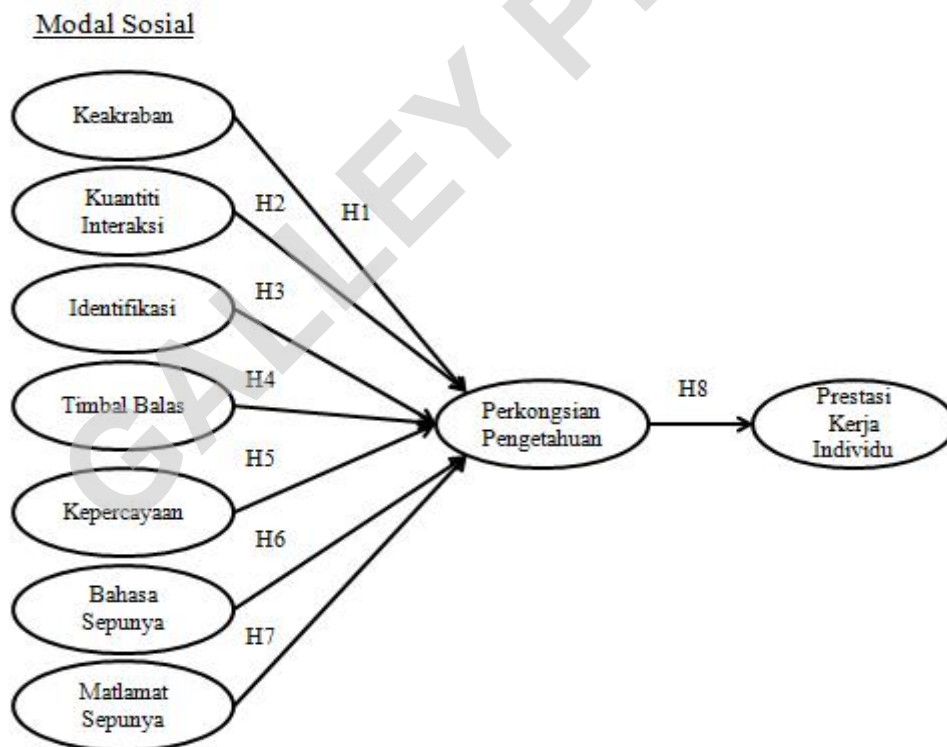 Modal Sosial
Keakraban
Kuantiti
Interaksi
Identifikasi
Timbal Balas
Kepercayaan
Bahasa
Sepunya
Matlamat
Sepunya
H1
H2
H3
H4
H5
H6
H7
Perkongsian
Pengetahuan
H8
Prestasi
Kerja
Individu
GALLEY P